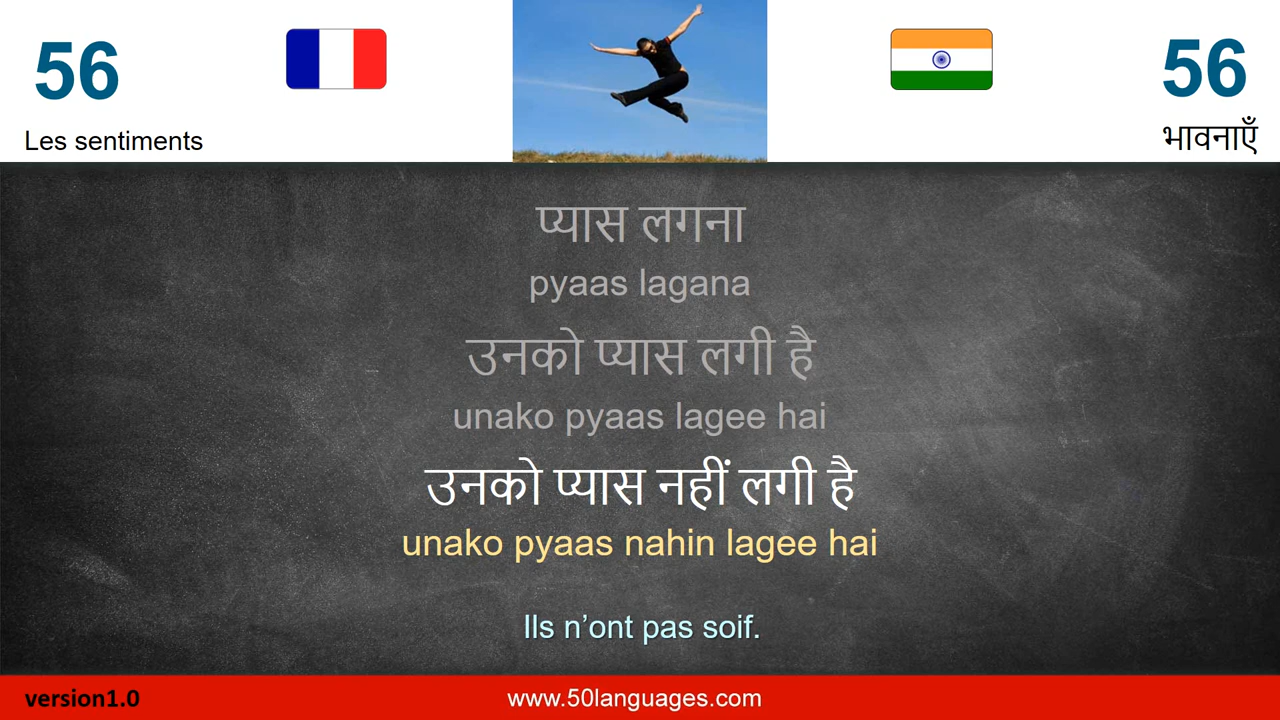 56
56
Les sentiments
भावनाएँ
प्यास लगना
pyaas lagana
उनको प्यास लगी है
unako pyaas lagee hai
उनको प्यास नहीं लगी है
unako pyaas nahin lagee hai
Ils n’ont pas soif.
version1.0
www.50languages.com